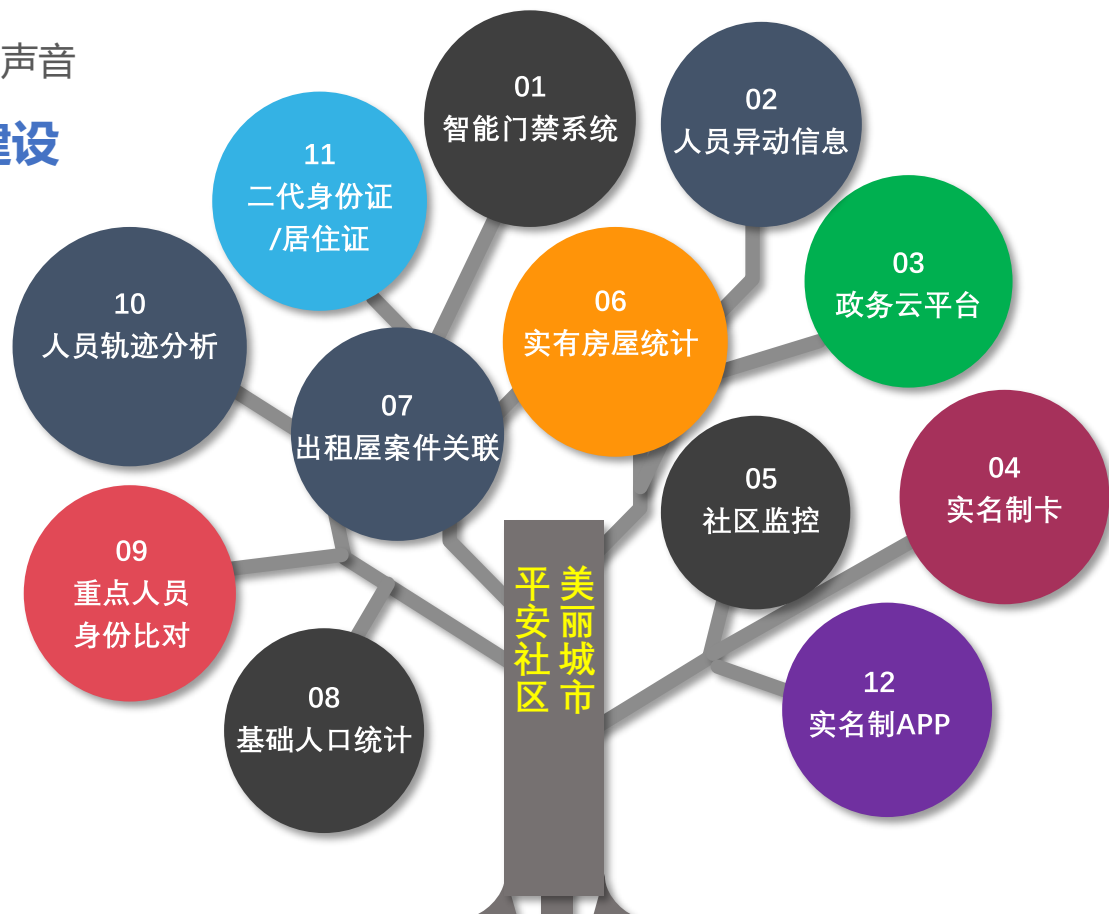 声音
建设
01
智能门禁系统
02
人员异动信息
11
二代身份证
/居住证
03
政务云平台
10
人员轨迹分析
06
实有房屋统计
07
出租屋案件关联
05
社区监控
04
实名制卡
09
重点人员
身份比对
08
基础人口统计
12
实名制APP
美丽城市
平安社区